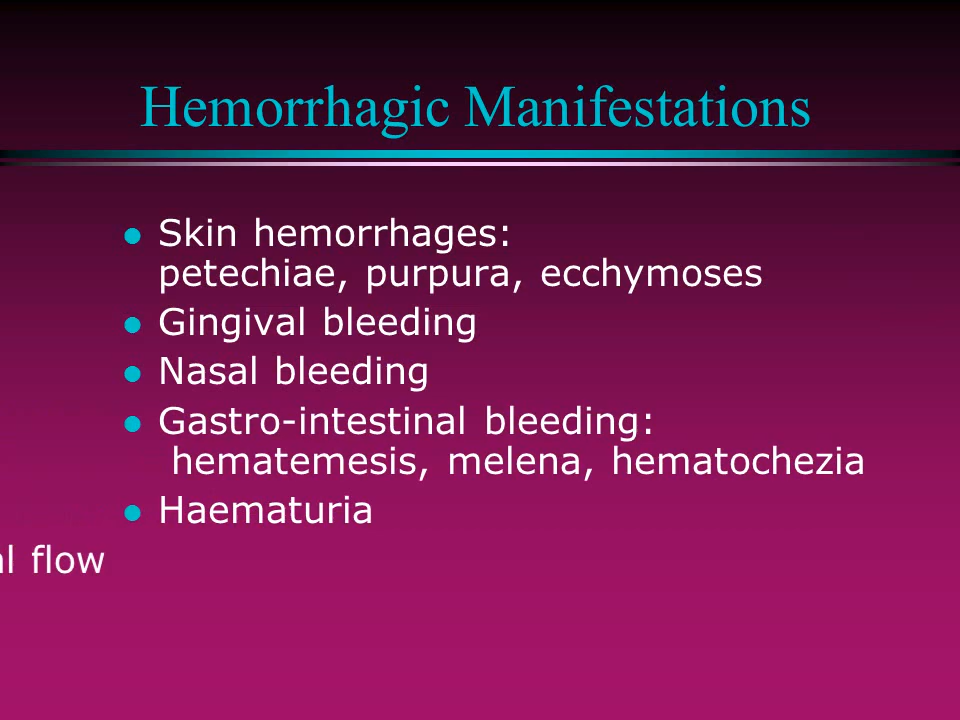 Hemorrhagic Manifestations
● Skin hemorrhages:
petechiae, purpura, ecchymoses
● Gingival bleeding
● Nasal bleeding
● Gastro-intestinal bleeding:
hematemesis, melena, hematochezia
● Haematuria
flow